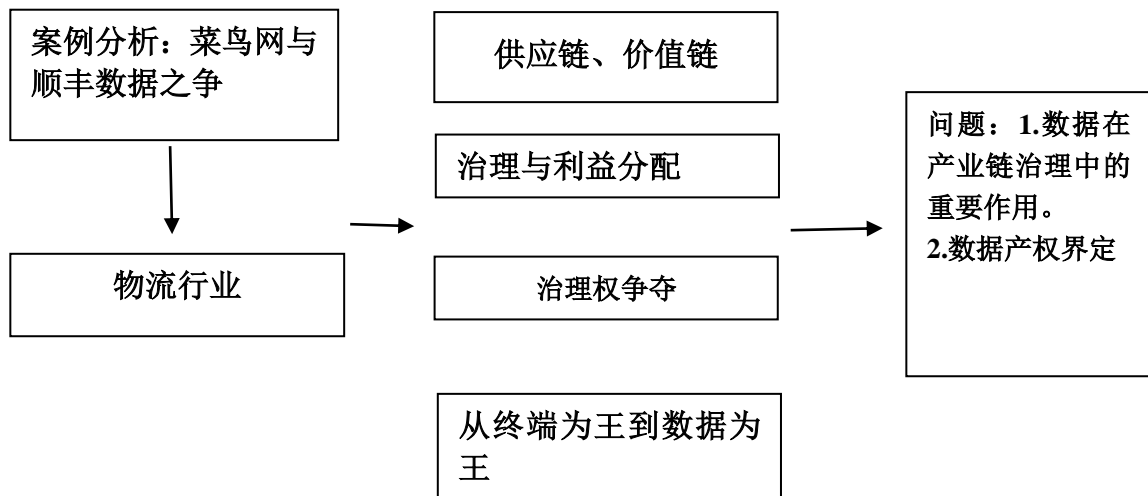 案例分析：菜鸟网与
顺丰数据之争
物流行业
供应链、价值链
治理与利益分配
治理权争夺
从终端为王到数据为
王
问题：1.数据在
产业链治理中的
重要作用。
2.数据产权界定